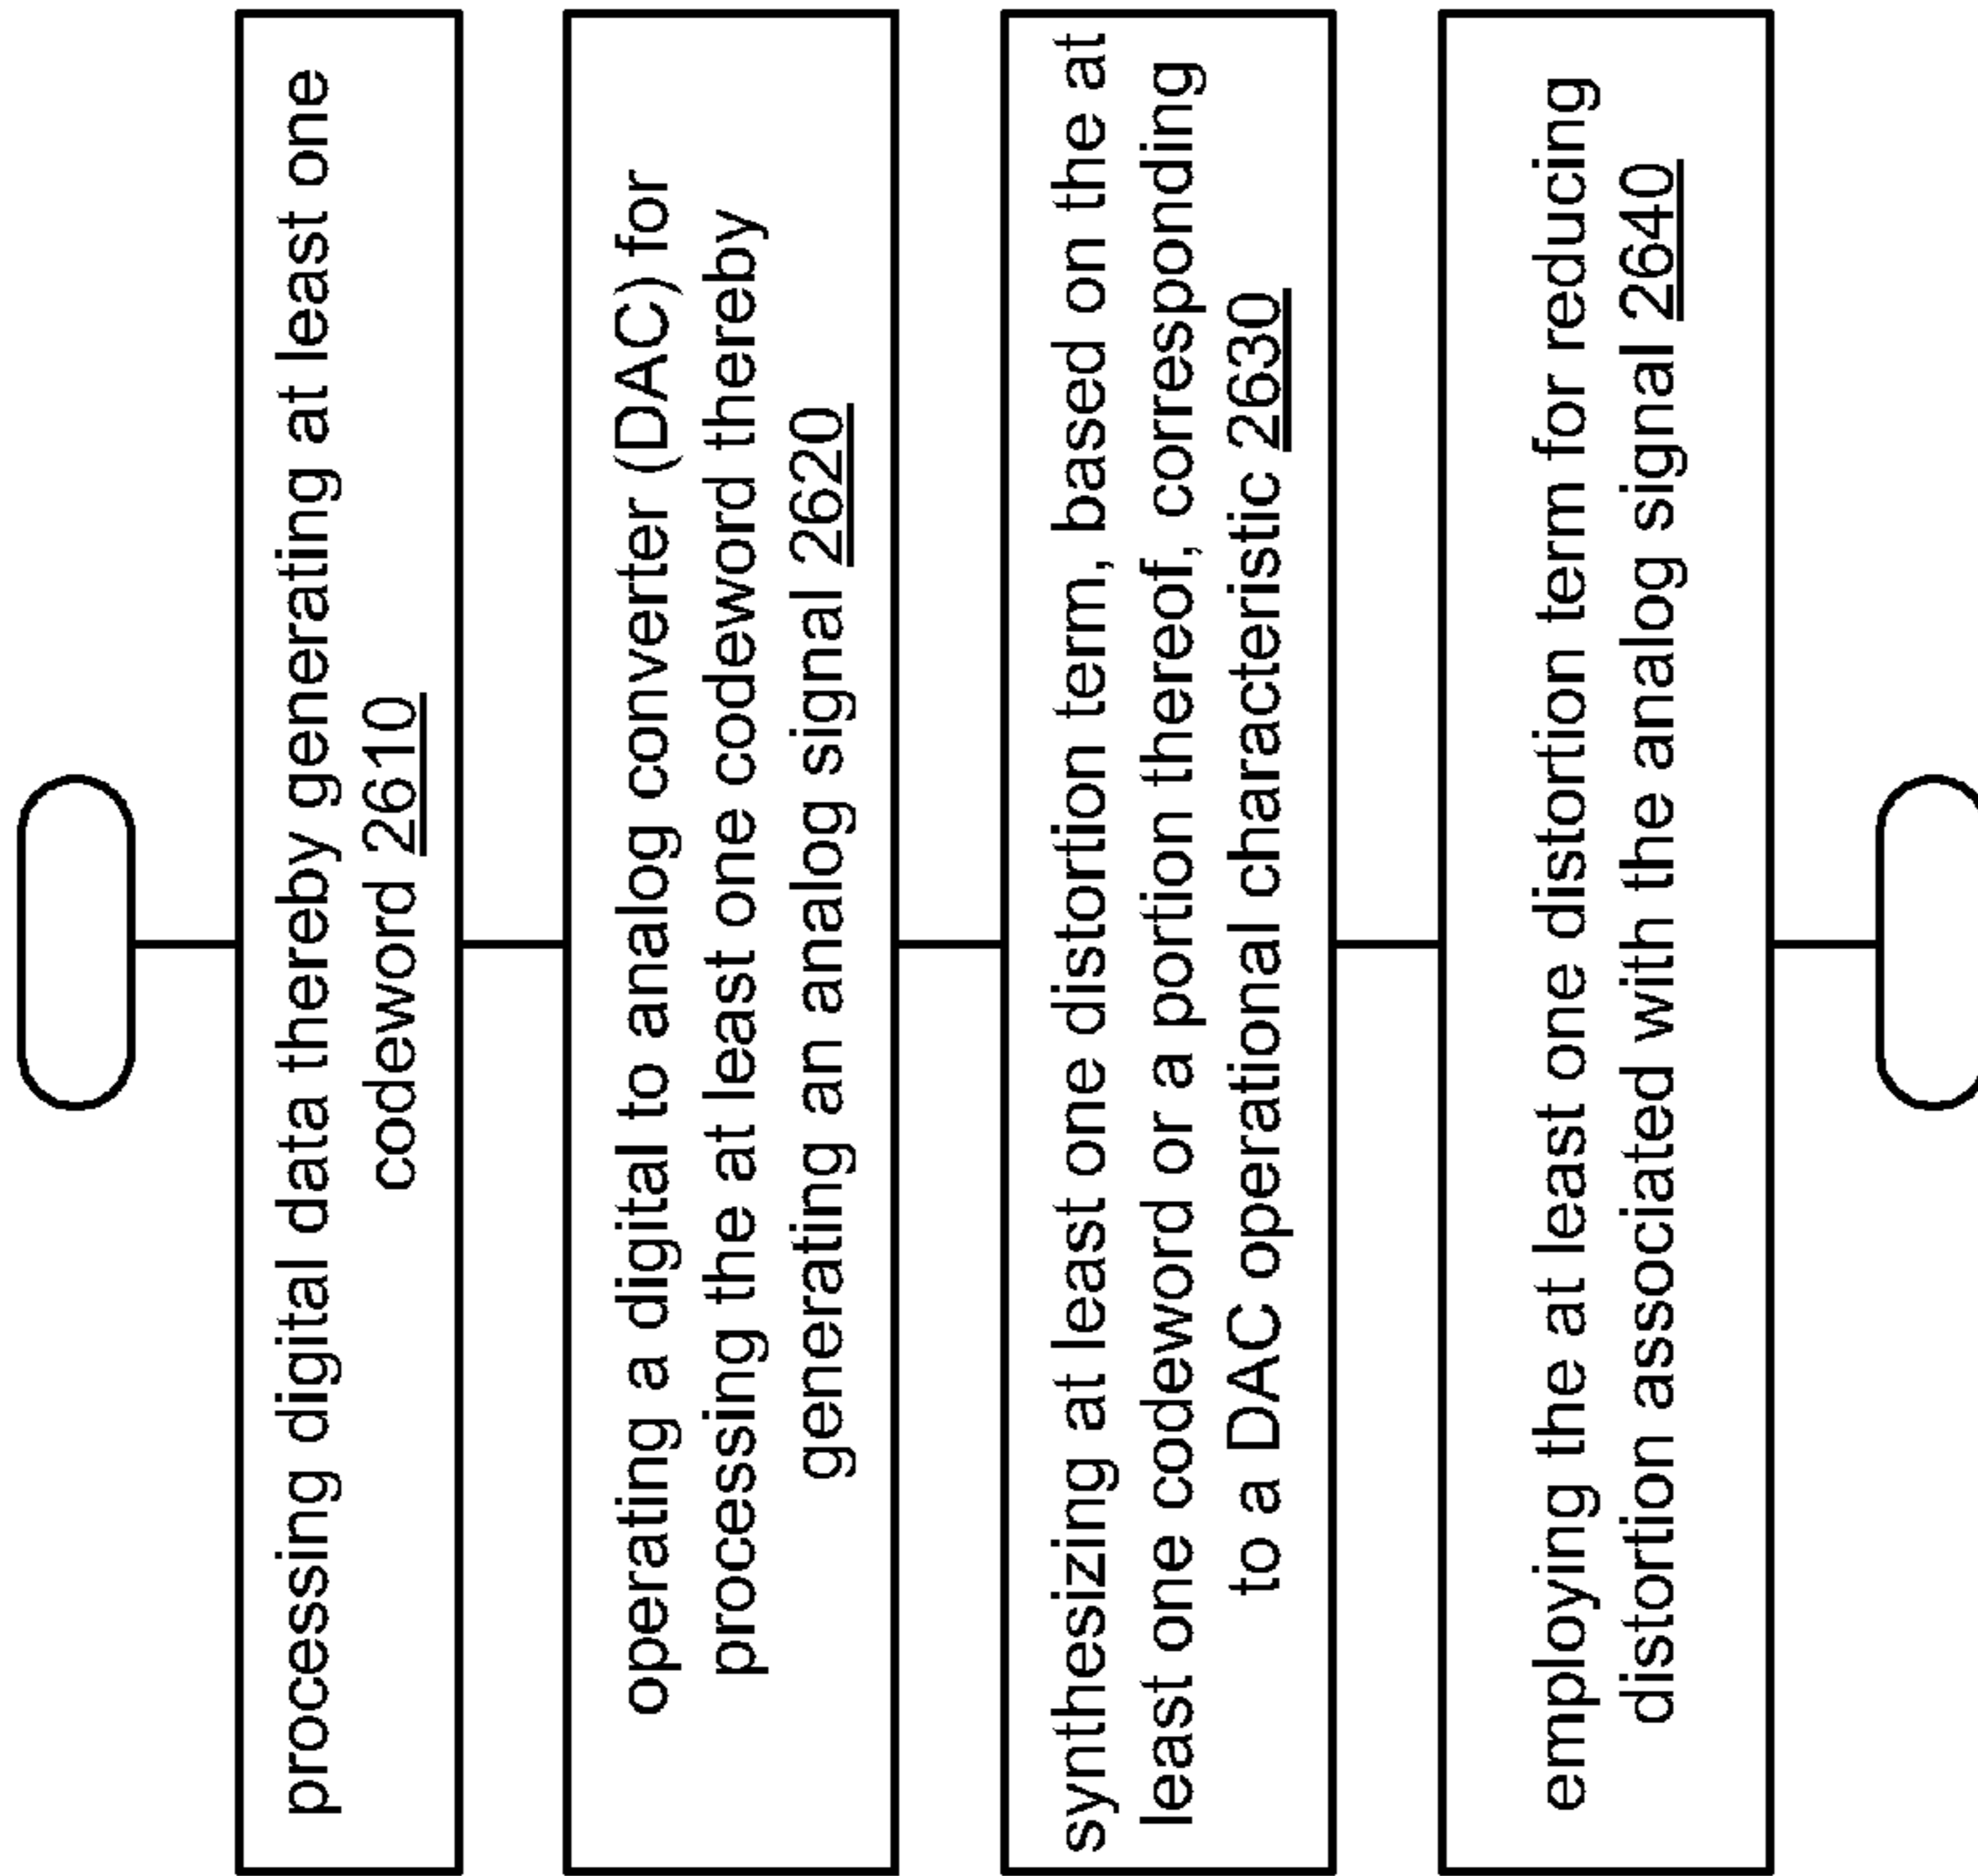 processing digital data thereby generating at least one
codeword 2610
operating a digital to analog converter (DAC) for
processing the at least one codeword thereby
generating an analog signal 2620
synthesizing at least one distortion term, based on the at
least one codeword or a portion thereof, corresponding
to a DAC operational characteristic 2630
employing the at least one distortion term for reducing
distortion associated with the analog signal 2640